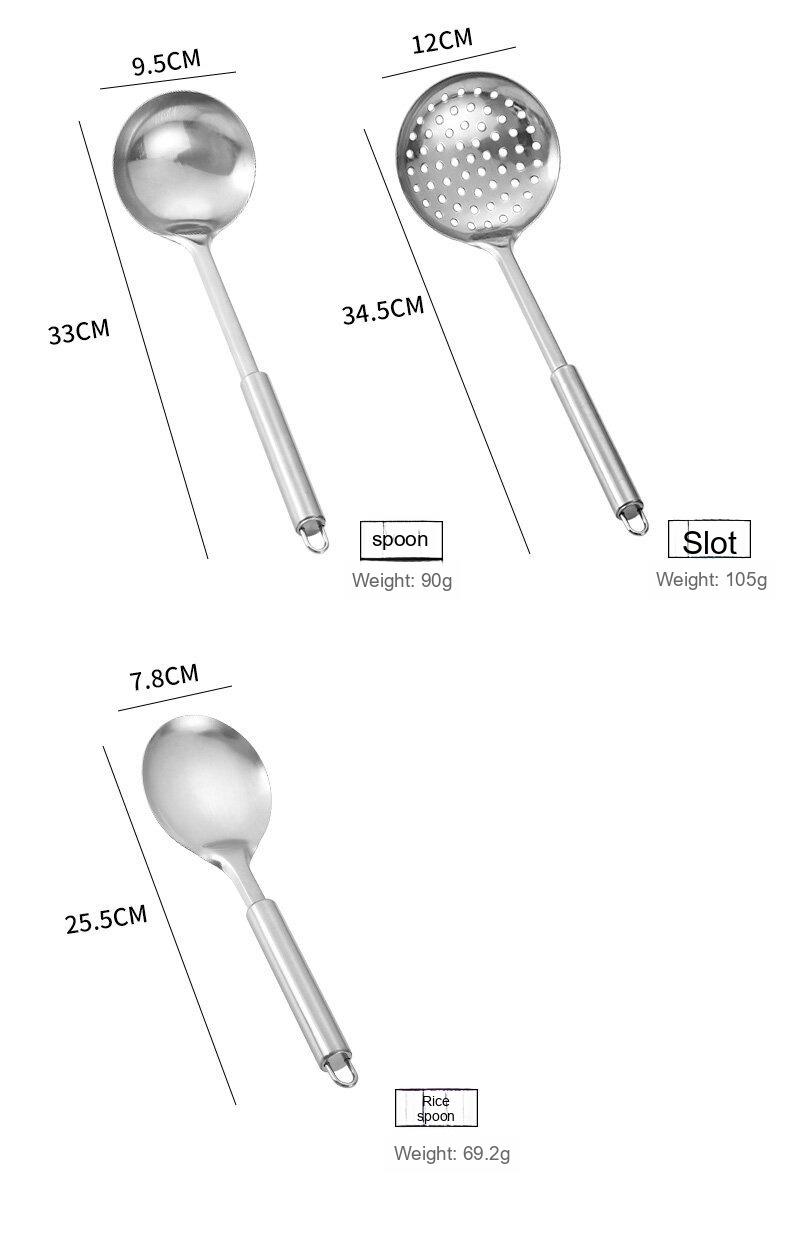 9.5CM
12CM
33CM
34.5CM
spoon
Weight: 90g
Slot
Weight: 105g
7.8CM
25.5CM
Rice
spoon
Weight: 69.2g